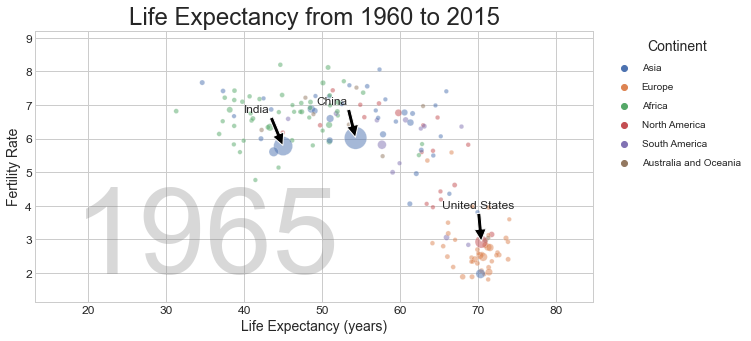 Life Expectancy from 1960 to 2015
Fertility Rate
9
8
7
6
5
4
3
2
20
30
40
50
60
70
80
Life Expectancy (years)
1965
India
China
United States
Continent
Asia
Europe
Africa
North America
South America
Australia and Oceania